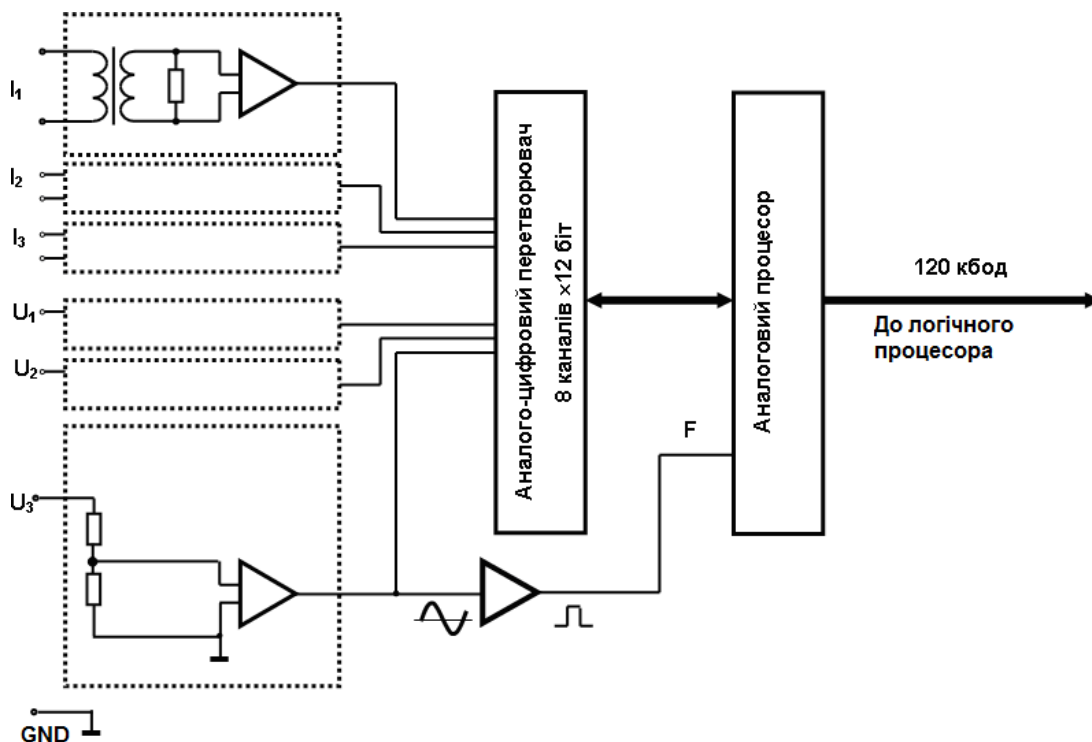 I₁
I₂
I₃
U₁
U₂
U₃
GND
Аналого-цифровий перетворювач
8 каналів ×12 біт
F
Аналоговий процесор
120 кбод
До логічного
процесора